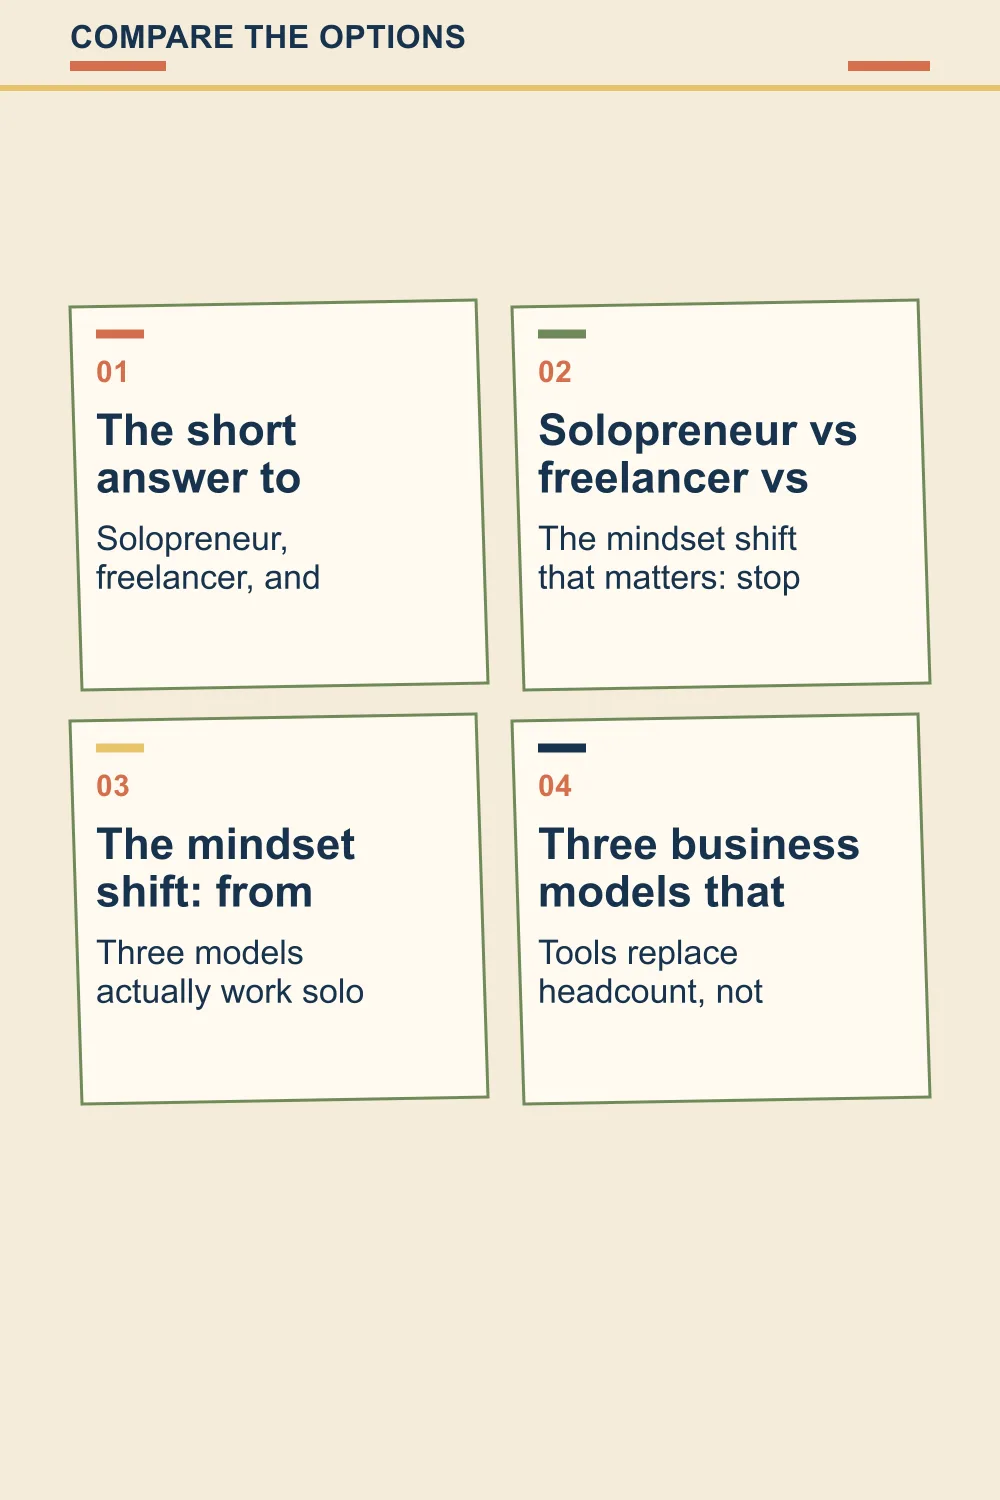 COMPARE THE OPTIONS
01
The short
answer to
Solopreneur,
freelancer, and
02
Solopreneur vs
freelancer vs
The mindset shift
that matters: stop
03
The mindset
shift: from
Three models
actually work solo
04
Three business
models that
Tools replace
headcount, not